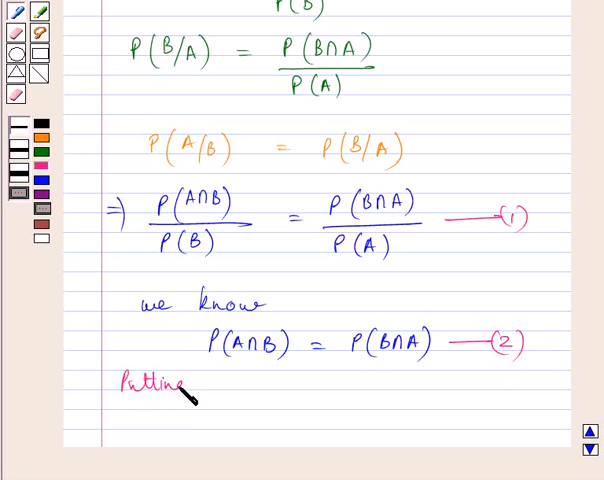 P(B)
P(B/A) = P(B∩A)
P(A)
P(A/B) = P(B/A)
⇒ P(A∩B) = P(B∩A) —(1)
P(B) P(A)
we know
P(A∩B) = P(B∩A) —(2)
Putting